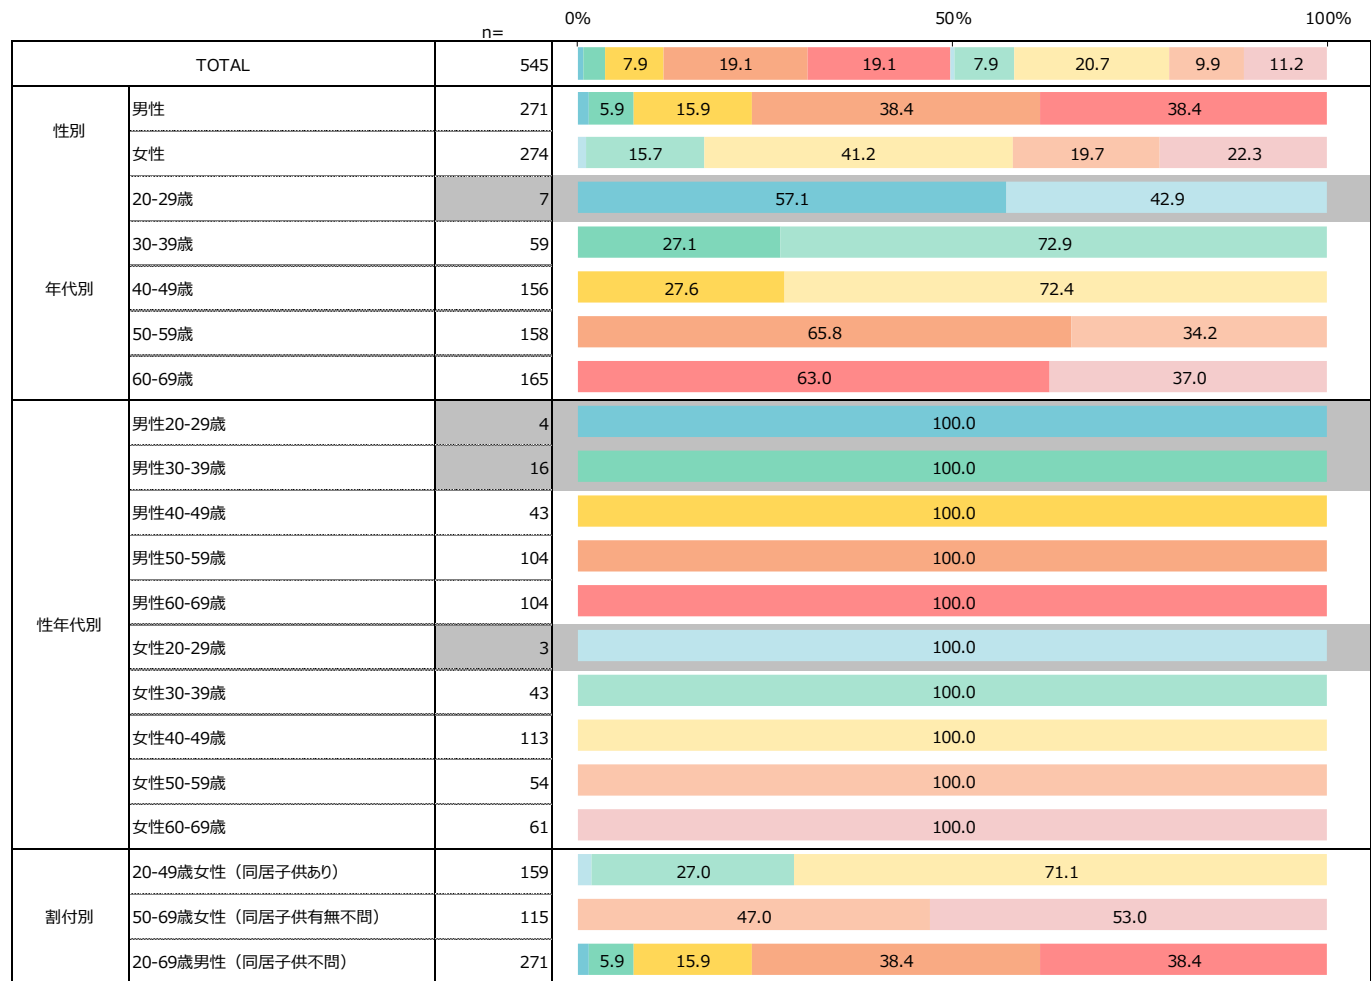 0% 50% 100%
n=
TOTAL 545 7.9 19.1 19.1 7.9 20.7 9.9 11.2
性別
男性 271 5.9 15.9 38.4 38.4
女性 274 15.7 41.2 19.7 22.3
年代別
20-29歳 7 57.1 42.9
30-39歳 59 27.1 72.9
40-49歳 156 27.6 72.4
50-59歳 158 65.8 34.2
60-69歳 165 63.0 37.0
性年代別
男性20-29歳 4 100.0
男性30-39歳 16 100.0
男性40-49歳 43 100.0
男性50-59歳 104 100.0
男性60-69歳 104 100.0
女性20-29歳 3 100.0
女性30-39歳 43 100.0
女性40-49歳 113 100.0
女性50-59歳 54 100.0
女性60-69歳 61 100.0
割付別
20-49歳女性（同居子供あり） 159 27.0 71.1
50-69歳女性（同居子供有無不問） 115 47.0 53.0
20-69歳男性（同居子供不問） 271 5.9 15.9 38.4 38.4